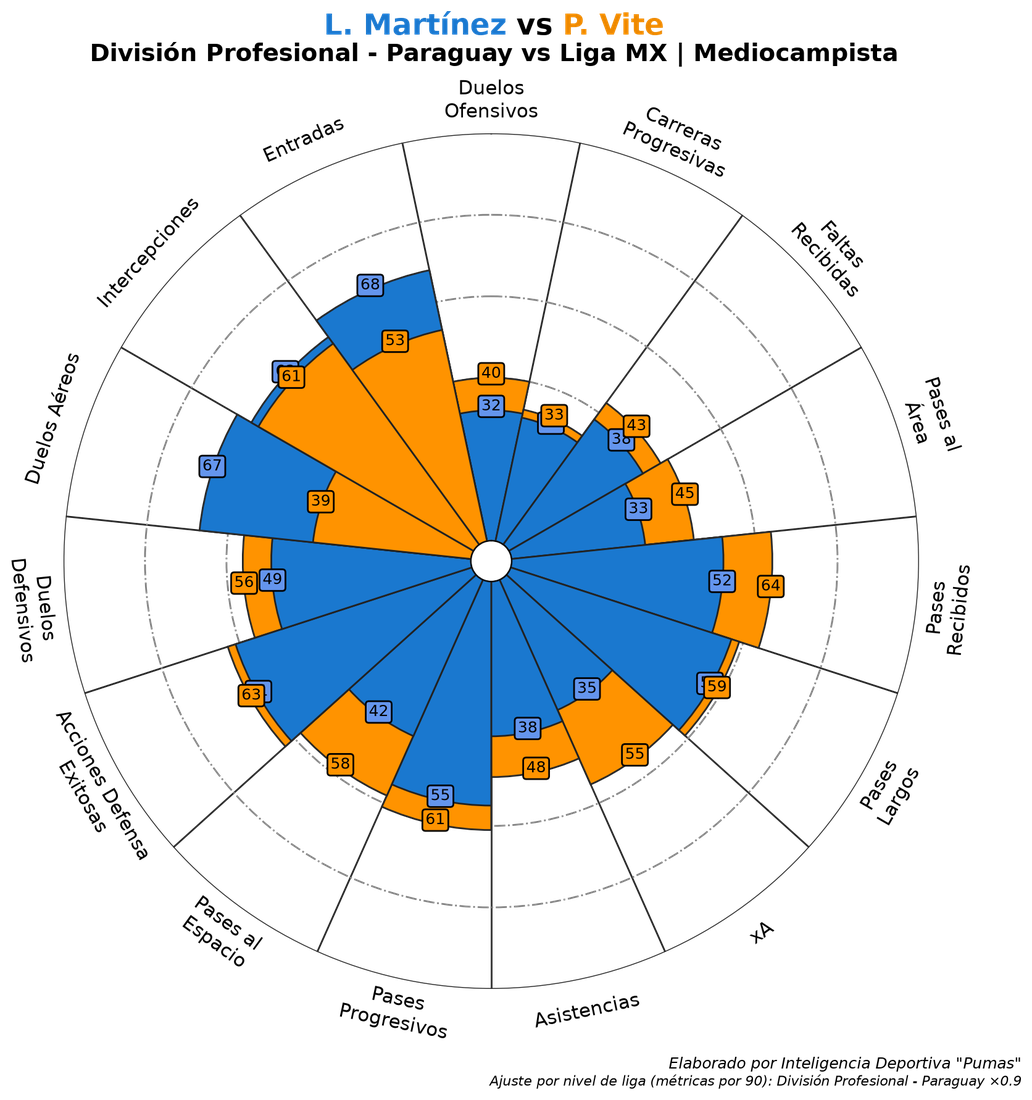 L. Martínez vs P. Vite
División Profesional - Paraguay vs Liga MX | Mediocampista
Duelos
Ofensivos
40
32
Carreras
Progresivas
33
Faltas
Recibidas
43
38
Pases al
Área
45
33
Pases
Recibidos
64
52
Pases
Largos
59
xA
55
35
Asistencias
48
38
Pases
Progresivos
61
55
Pases al
Espacio
58
42
Acciones Defensa
Exitosas
63
Duelos
Defensivos
56
49
Duelos Aéreos
67
39
Intercepciones
61
Entradas
68
53
Elaborado por Inteligencia Deportiva "Pumas"
Ajuste por nivel de liga (métricas por 90): División Profesional - Paraguay ×0.9